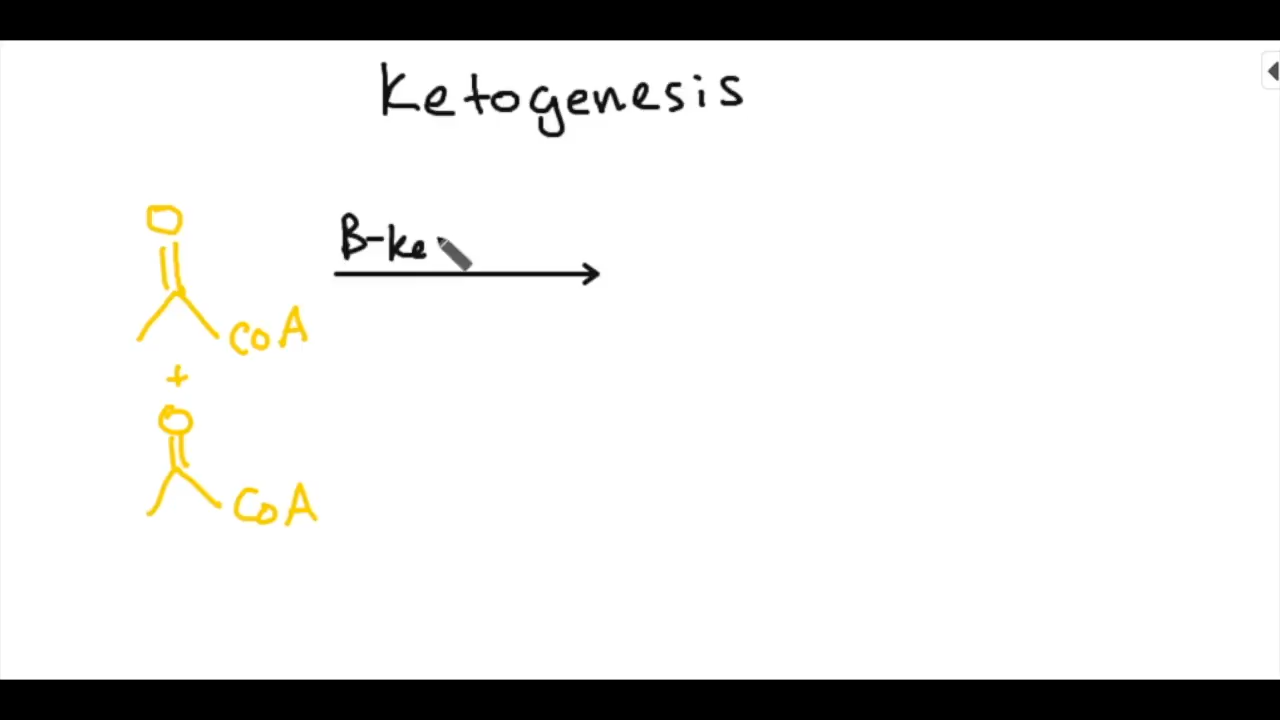 Ketogenesis
O
B-ke
CoA
+
O
CoA